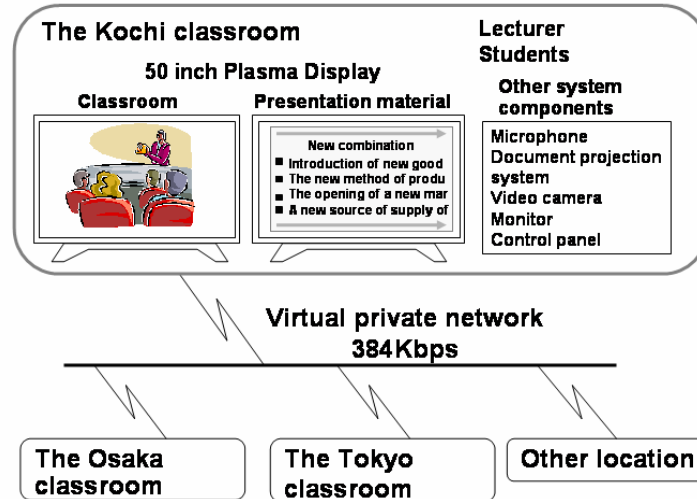 The Kochi classroom
Lecturer
Students
50 inch Plasma Display
Classroom
Presentation material
Other system
components
New combination
Introduction of new good
The new method of produ
The opening of a new mar
A new source of supply of
Microphone
Document projection
system
Video camera
Monitor
Control panel
Virtual private network
384Kbps
The Osaka
classroom
The Tokyo
classroom
Other location